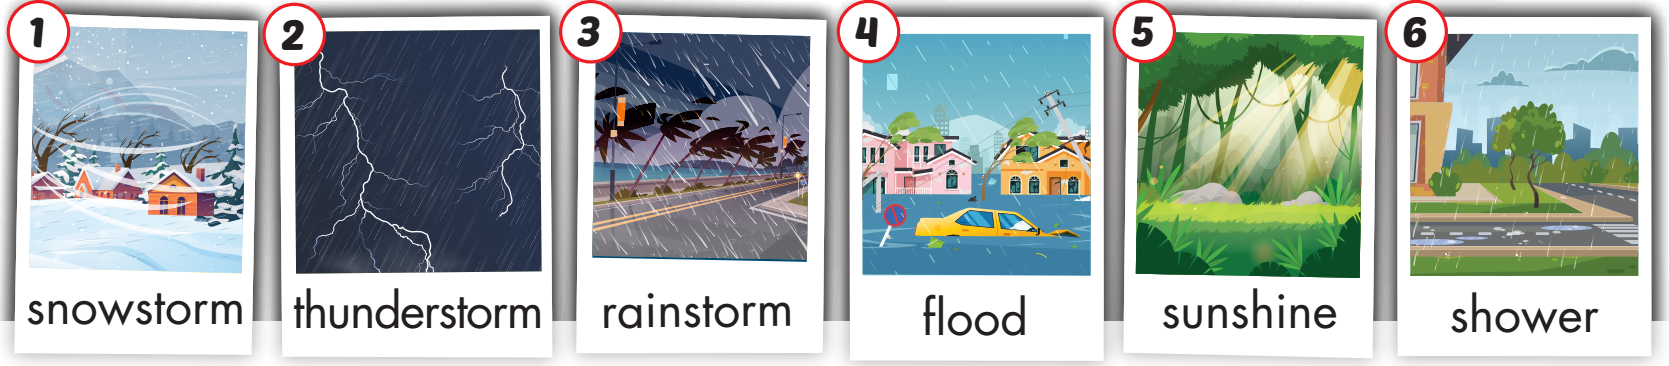 1
2
3
4
5
6
snowstorm
thunderstorm
rainstorm
flood
sunshine
shower